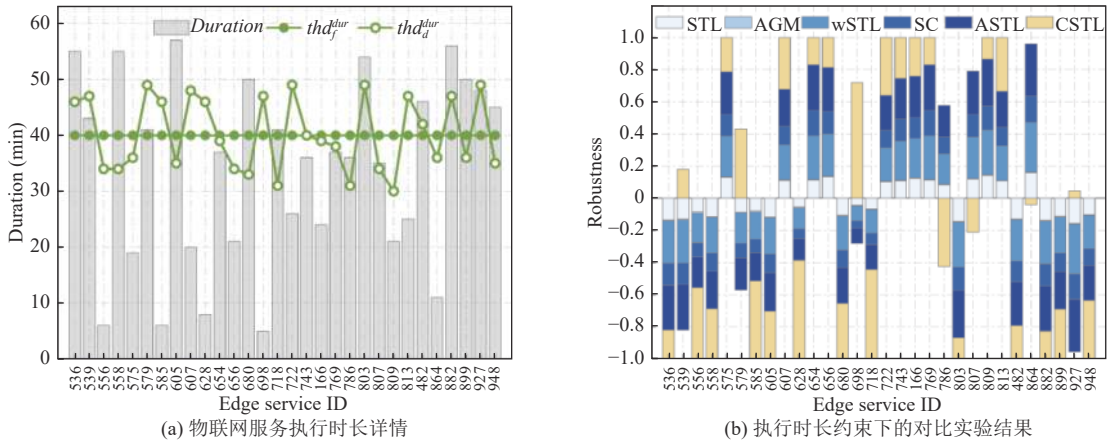 Duration thd_f^dur thd_d^dur
60
50
40
30
20
10
0
Duration (min)
536 539 556 558 575 579 585 605 607 628 654 656 680 698 718 722 743 166 769 786 803 807 809 813 482 864 882 899 927 948
Edge service ID
(a) 物联网服务执行时长详情
STL AGM wSTL SC ASTL CSTL
1.0
0.8
0.6
0.4
0.2
0
−0.2
−0.4
−0.6
−0.8
−1.0
Robustness
536 539 556 558 575 579 585 605 607 628 654 656 680 698 718 722 743 166 769 786 803 807 809 813 482 864 882 899 927 948
Edge service ID
(b) 执行时长约束下的对比实验结果